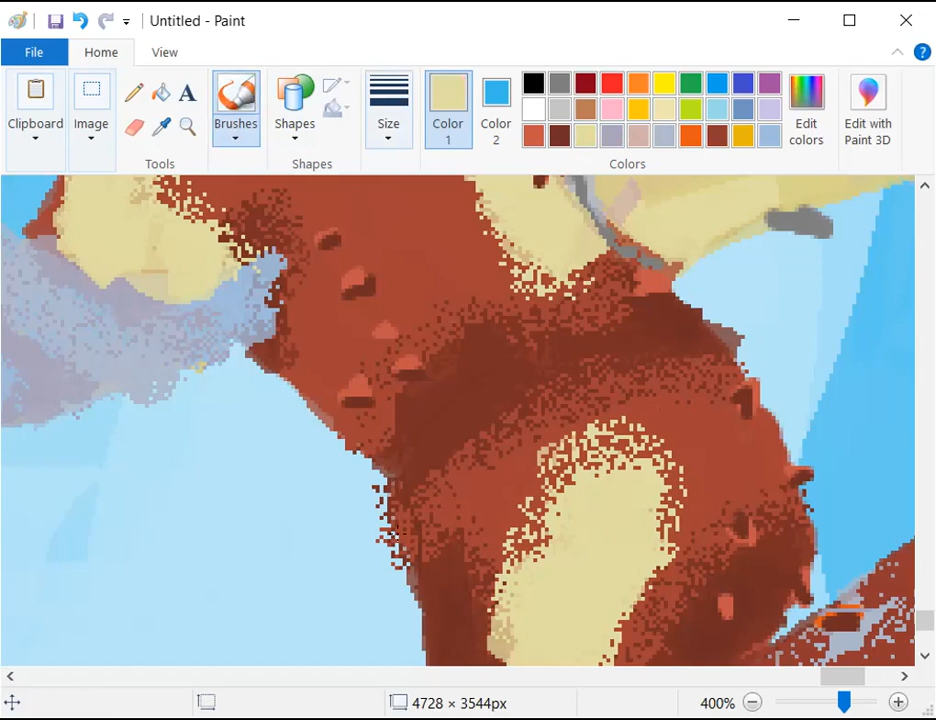 Untitled - Paint
File Home View
Clipboard Image Tools Brushes Shapes Shapes Size Color 1 Color 2 Colors Edit colors Edit with Paint 3D
4728 × 3544px 400%